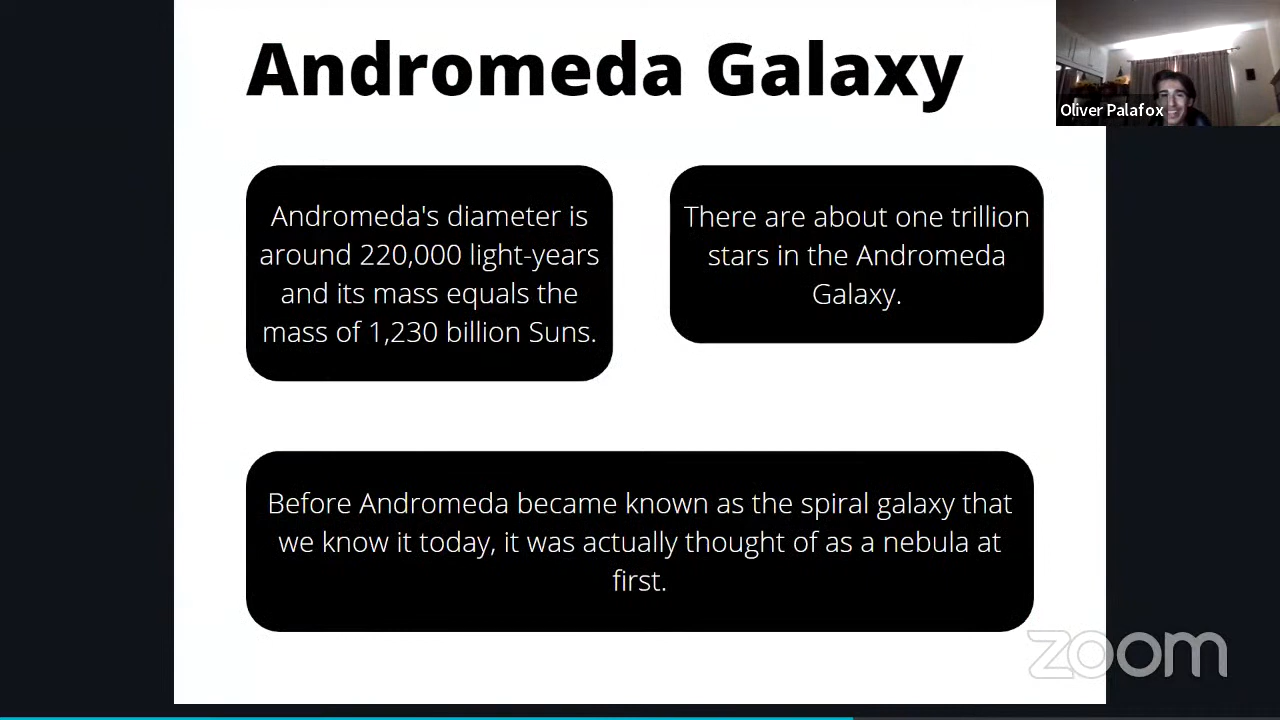 Andromeda Galaxy
Oliver Palafox
Andromeda's diameter is
around 220,000 light-years
and its mass equals the
mass of 1,230 billion Suns.
There are about one trillion
stars in the Andromeda
Galaxy.
Before Andromeda became known as the spiral galaxy that
we know it today, it was actually thought of as a nebula at
first.
zoom